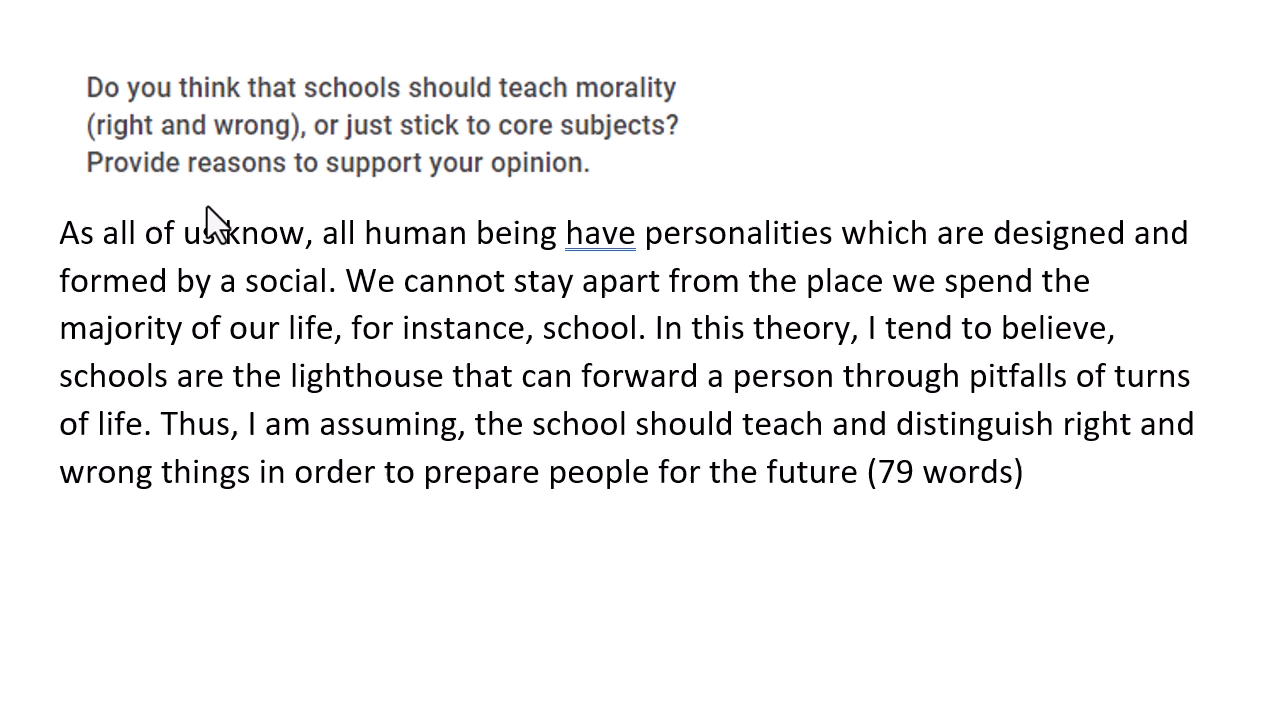 Do you think that schools should teach morality
(right and wrong), or just stick to core subjects?
Provide reasons to support your opinion.
As all of us know, all human being have personalities which are designed and
formed by a social. We cannot stay apart from the place we spend the
majority of our life, for instance, school. In this theory, I tend to believe,
schools are the lighthouse that can forward a person through pitfalls of turns
of life. Thus, I am assuming, the school should teach and distinguish right and
wrong things in order to prepare people for the future (79 words)